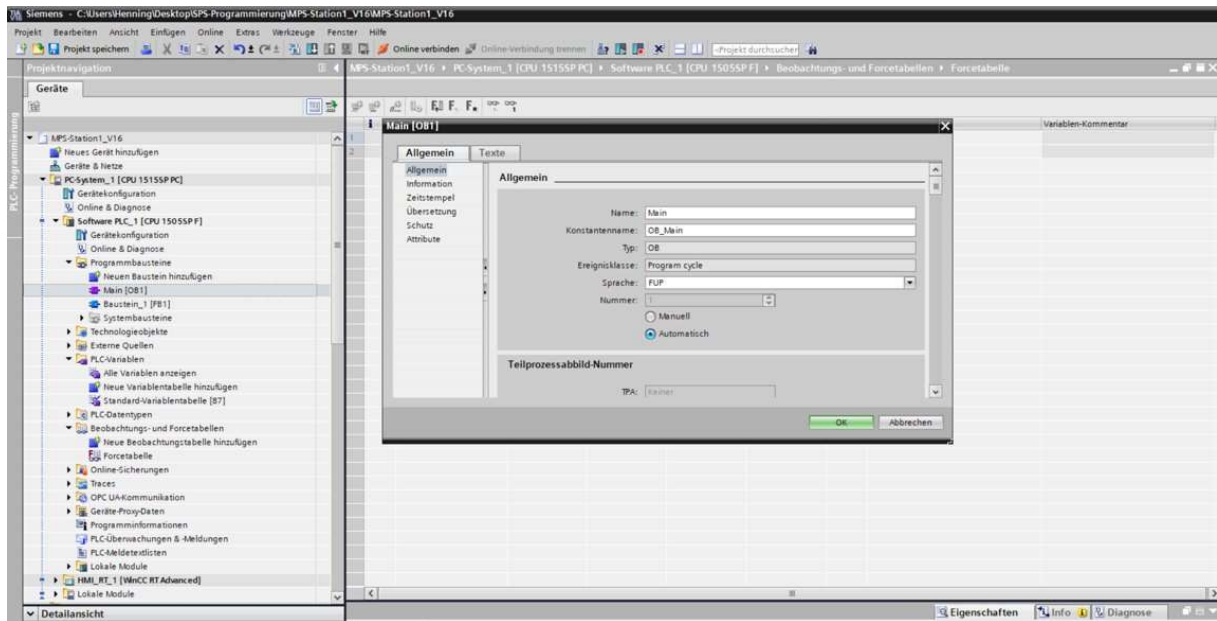 Siemens - C:\Users\Henning\Desktop\SPS-Programmierung\MPS-Station1_V16\MPS-Station1_V16
Projekt Bearbeiten Ansicht Einfügen Online Extras Werkzeuge Fenster Hilfe
Projekt speichern Online verbinden Online-Verbindung trennen <Projekt durchsuchen
Projektnavigation
MPS-Station1_V16 PC-System_1 [CPU 1515SP PC] Software PLC_1 [CPU 1505SP F] Beobachtungs- und Forcetabellen Forcetabelle
Geräte
PLC-Programmierung
MPS-Station1_V16
Neues Gerät hinzufügen
Geräte & Netze
PC-System_1 [CPU 1515SP PC]
Gerätekonfiguration
Online & Diagnose
Software PLC_1 [CPU 1505SP F]
Gerätekonfiguration
Online & Diagnose
Programmbausteine
Neuen Baustein hinzufügen
Main [OB1]
Baustein_1 [FB1]
Systembausteine
Technologieobjekte
Externe Quellen
PLC-Variablen
Alle Variablen anzeigen
Neue Variablentabelle hinzufügen
Standard-Variablentabelle [87]
PLC-Datentypen
Beobachtungs- und Forcetabellen
Neue Beobachtungstabelle hinzufügen
Forcetabelle
Online-Sicherungen
Traces
OPC UA-Kommunikation
Geräte-Proxy-Daten
Programminformationen
PLC-Überwachungen & -Meldungen
PLC-Meldetextlisten
Lokale Module
HMI_RT_1 [WinCC RT Advanced]
Lokale Module
Detailansicht
i
Variablen-Kommentar
1
2
Main [OB1]
Allgemein Texte
Allgemein
Information
Zeitstempel
Übersetzung
Schutz
Attribute
Allgemein
Name: Main
Konstantenname: OB_Main
Typ: OB
Ereignisklasse: Program cycle
Sprache: FUP
Nummer: 1
Manuell
Automatisch
Teilprozessabbild-Nummer
TPA: Keiner
OK Abbrechen
Eigenschaften Info Diagnose